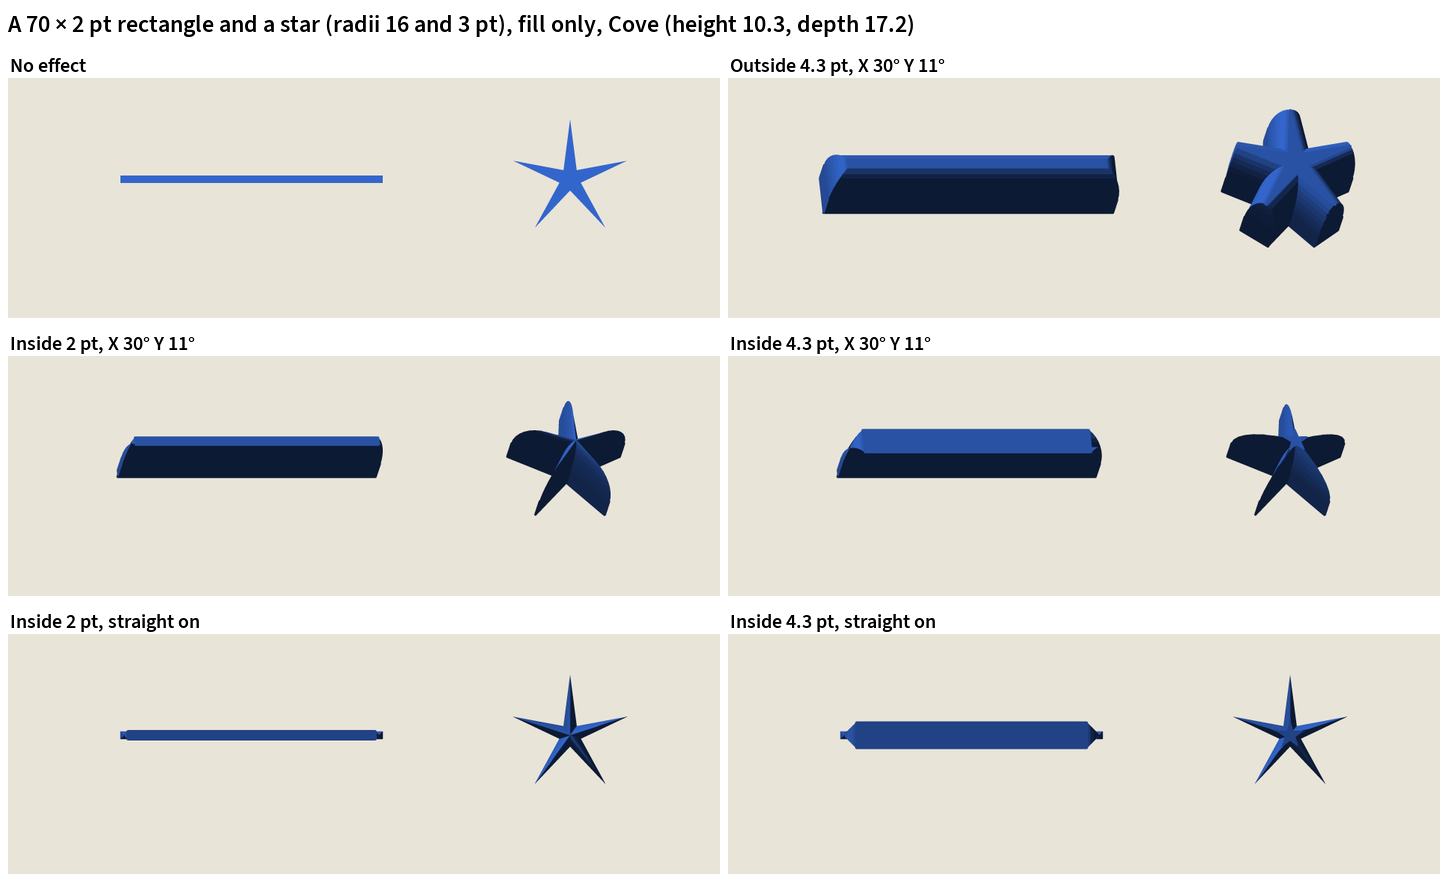 A 70 × 2 pt rectangle and a star (radii 16 and 3 pt), fill only, Cove (height 10.3, depth 17.2)
No effect
Outside 4.3 pt, X 30° Y 11°
Inside 2 pt, X 30° Y 11°
Inside 4.3 pt, X 30° Y 11°
Inside 2 pt, straight on
Inside 4.3 pt, straight on